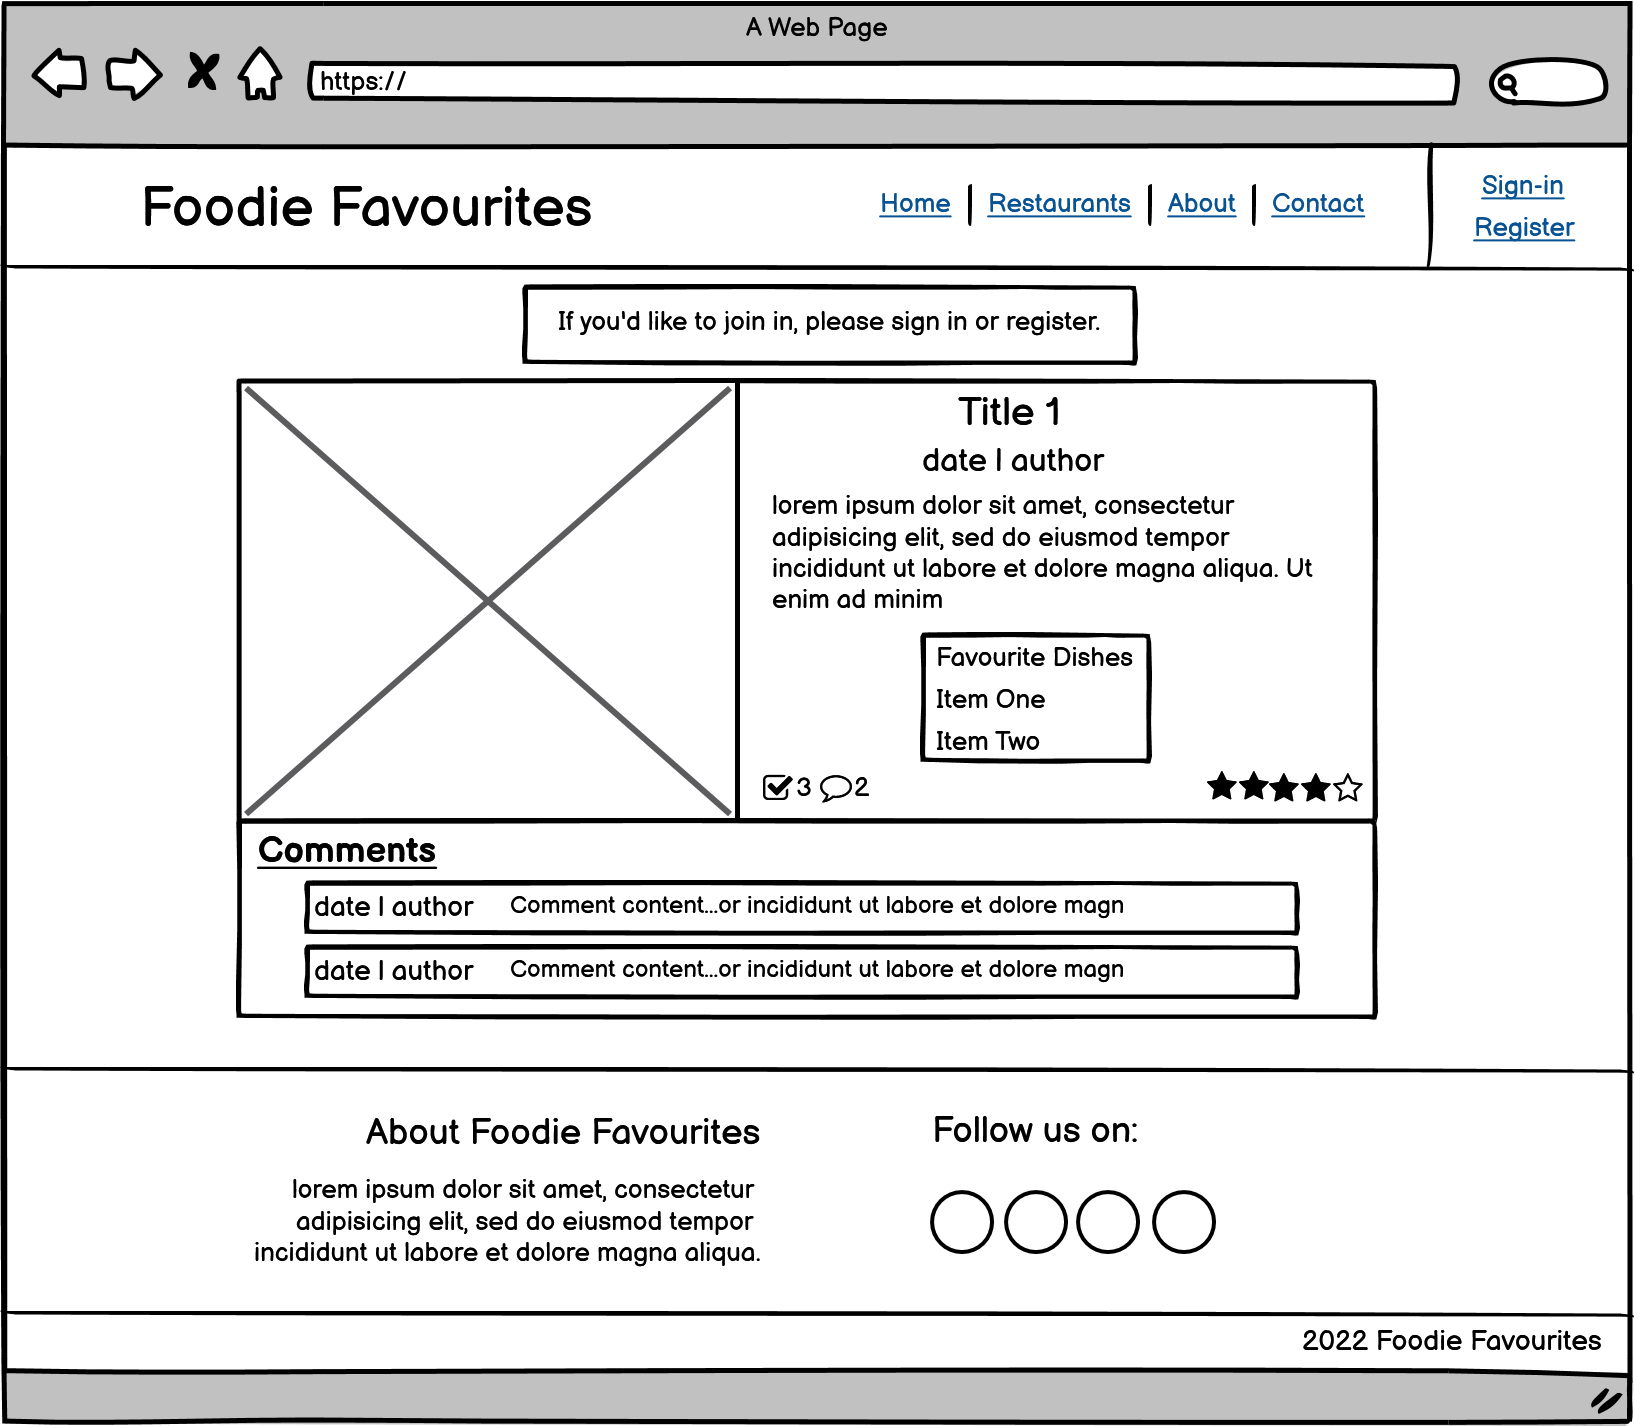 A Web Page
https://
Foodie Favourites
Home
Restaurants
About
Contact
Sign-in
Register
If you'd like to join in, please sign in or register.
Title 1
date | author
lorem ipsum dolor sit amet, consectetur
adipisicing elit, sed do eiusmod tempor
incididunt ut labore et dolore magna aliqua. Ut
enim ad minim
Favourite Dishes
Item One
Item Two
3
2
Comments
date | author Comment content...or incididunt ut labore et dolore magn
date | author Comment content...or incididunt ut labore et dolore magn
About Foodie Favourites
lorem ipsum dolor sit amet, consectetur
adipisicing elit, sed do eiusmod tempor
incididunt ut labore et dolore magna aliqua.
Follow us on:
2022 Foodie Favourites